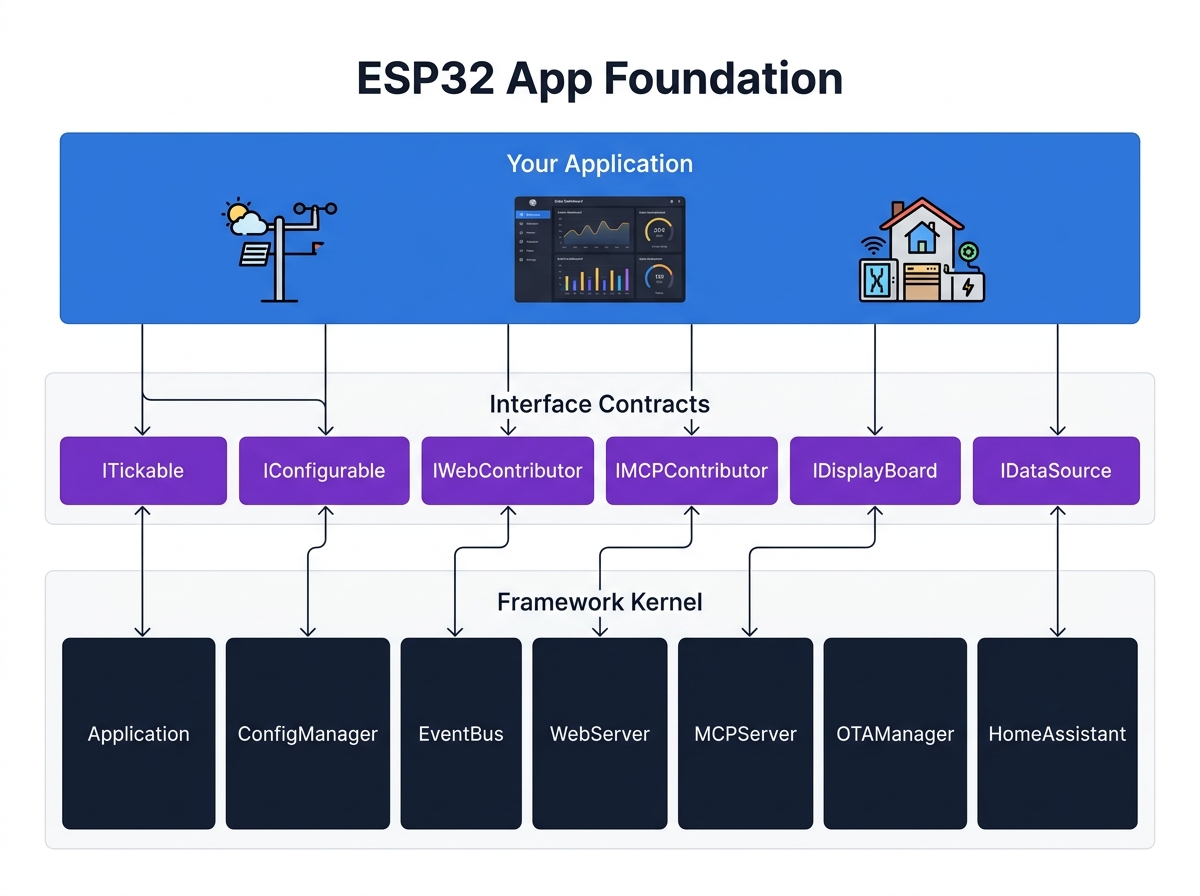 ESP32 App Foundation
Your Application
Interface Contracts
ITickable
IConfigurable
IWebContributor
IMCPContributor
IDisplayBoard
IDataSource
Framework Kernel
Application
ConfigManager
EventBus
WebServer
MCPServer
OTAManager
HomeAssistant